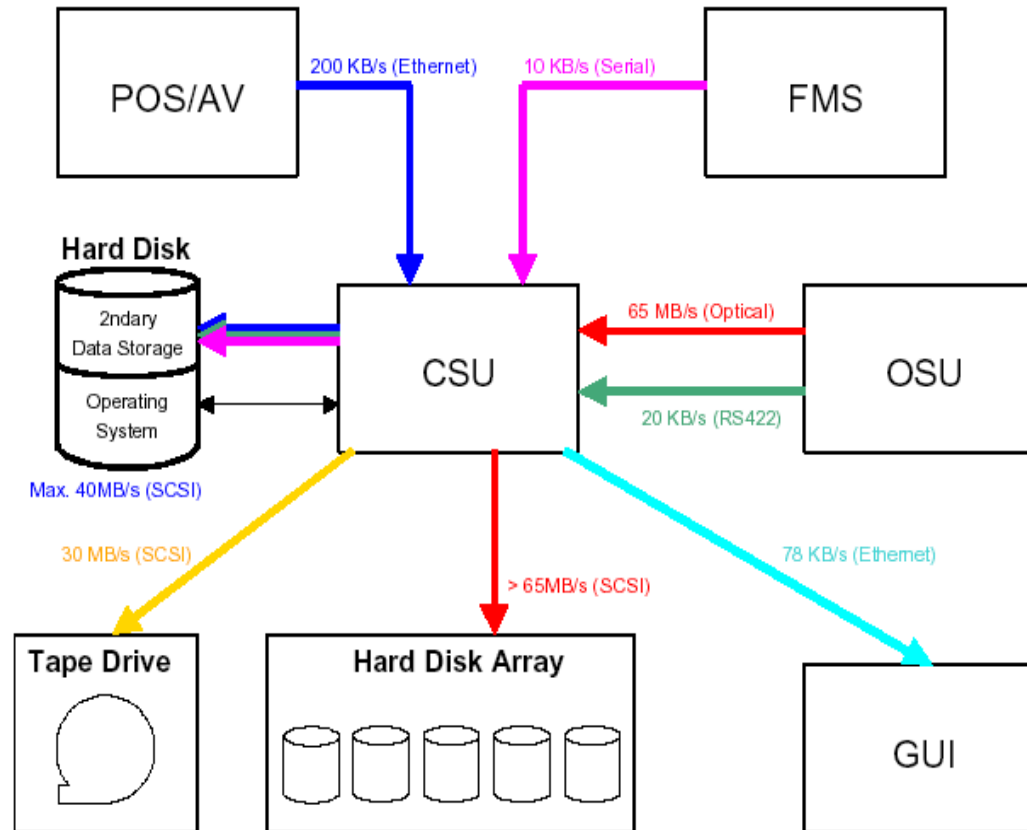 POS/AV
200 KB/s (Ethernet)
10 KB/s (Serial)
FMS
Hard Disk
2ndary
Data Storage
Operating
System
Max. 40MB/s (SCSI)
CSU
65 MB/s (Optical)
20 KB/s (RS422)
OSU
30 MB/s (SCSI)
> 65MB/s (SCSI)
78 KB/s (Ethernet)
Tape Drive
Hard Disk Array
GUI